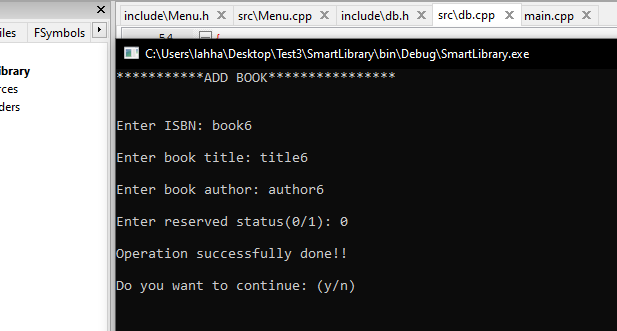 include\Menu.h
src\Menu.cpp
include\db.h
src\db.cpp
main.cpp
iles
FSymbols
54
ibrary
rces
ders
C:\Users\lahha\Desktop\Test3\SmartLibrary\bin\Debug\SmartLibrary.exe
***********ADD BOOK****************
Enter ISBN: book6
Enter book title: title6
Enter book author: author6
Enter reserved status(0/1): 0
Operation successfully done!!
Do you want to continue: (y/n)